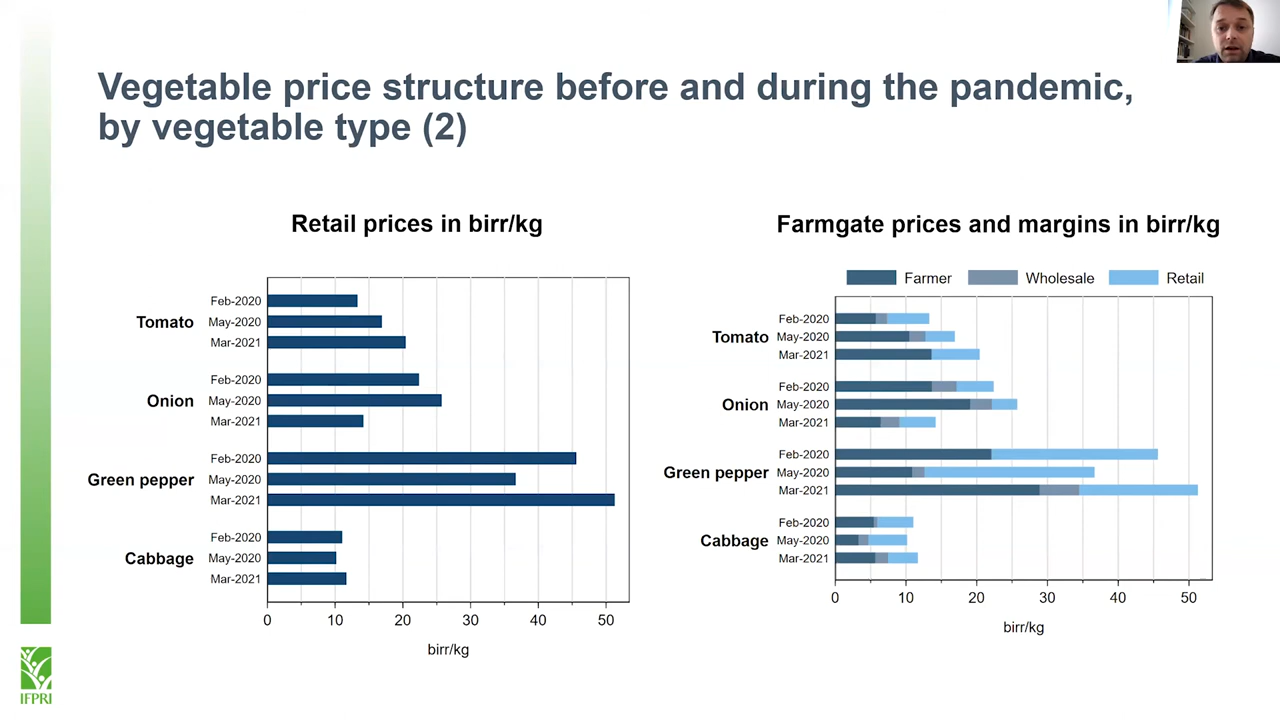 Vegetable price structure before and during the pandemic,
by vegetable type (2)
Retail prices in birr/kg
Tomato
Feb-2020
May-2020
Mar-2021
Onion
Feb-2020
May-2020
Mar-2021
Green pepper
Feb-2020
May-2020
Mar-2021
Cabbage
Feb-2020
May-2020
Mar-2021
0 10 20 30 40 50
birr/kg
Farmgate prices and margins in birr/kg
Farmer Wholesale Retail
Tomato
Feb-2020
May-2020
Mar-2021
Onion
Feb-2020
May-2020
Mar-2021
Green pepper
Feb-2020
May-2020
Mar-2021
Cabbage
Feb-2020
May-2020
Mar-2021
0 10 20 30 40 50
birr/kg
IFPRI